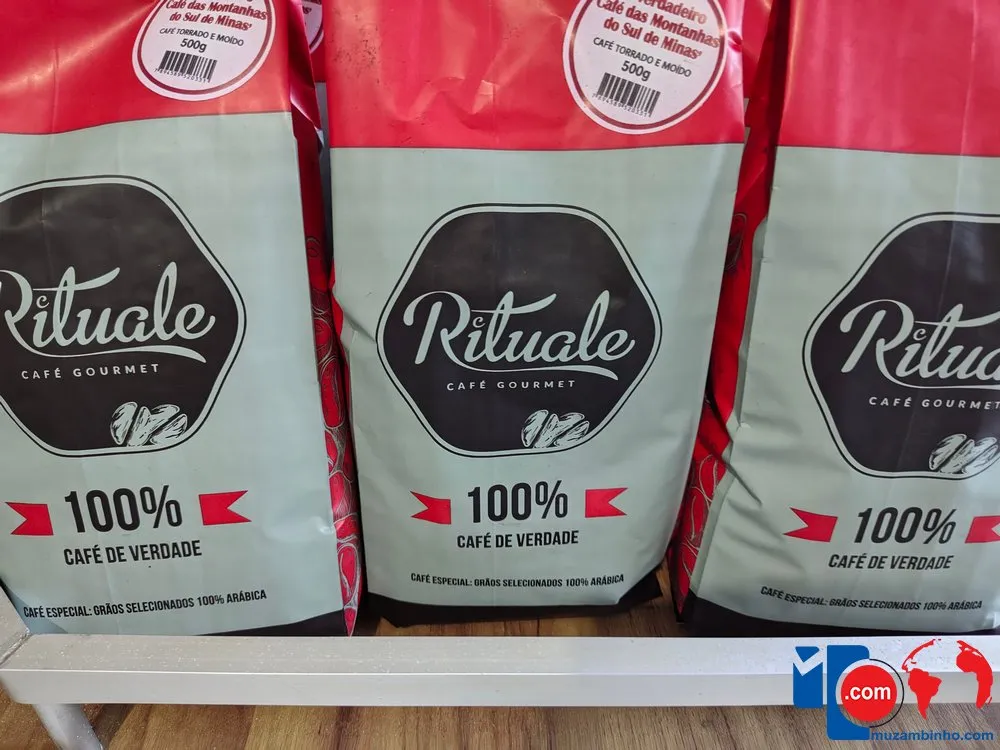 Café das Montanhas
do Sul de Minas'
CAFÉ TORRADO E MOÍDO
500g
Rituale
CAFÉ GOURMET
100%
CAFÉ DE VERDADE
CAFÉ ESPECIAL: GRÃOS SELECIONADOS 100% ARÁBICA
Verdadeiro
Café das Montanhas
do Sul de Minas'
CAFÉ TORRADO E MOÍDO
500g
Rituale
CAFÉ GOURMET
100%
CAFÉ DE VERDADE
CAFÉ ESPECIAL: GRÃOS SELECIONADOS 100% ARÁBICA
Ritua
CAFÉ GOURMET
100%
CAFÉ DE VERDADE
CAFÉ ESPECIAL: GRÃOS SELECIONADOS 100% ARÁBICA
.com
muzambinho.com